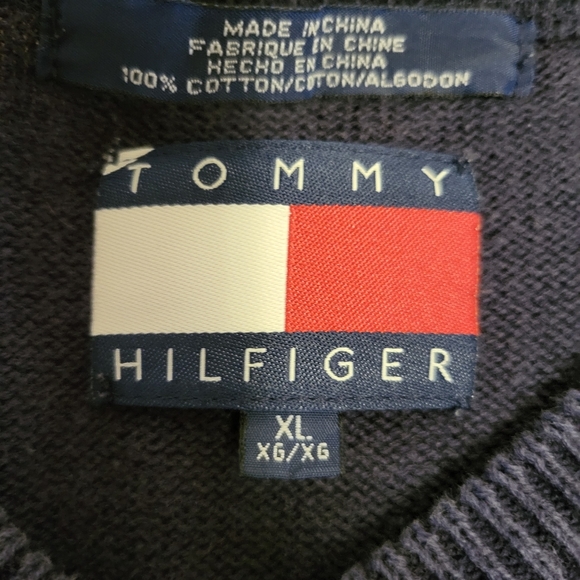 MADE IN CHINA
FABRIQUE EN CHINE
HECHO EN CHINA
100% COTTON/COTON/ALGODON
TOMMY
HILFIGER
XL
XG/XG